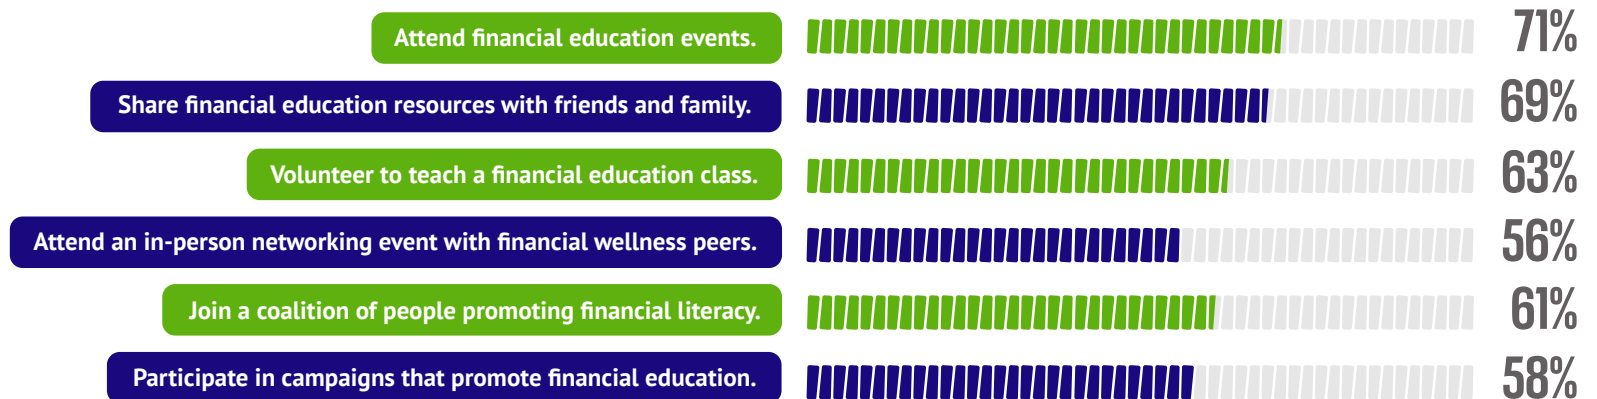 Attend financial education events. 71%
Share financial education resources with friends and family. 69%
Volunteer to teach a financial education class. 63%
Attend an in-person networking event with financial wellness peers. 56%
Join a coalition of people promoting financial literacy. 61%
Participate in campaigns that promote financial education. 58%